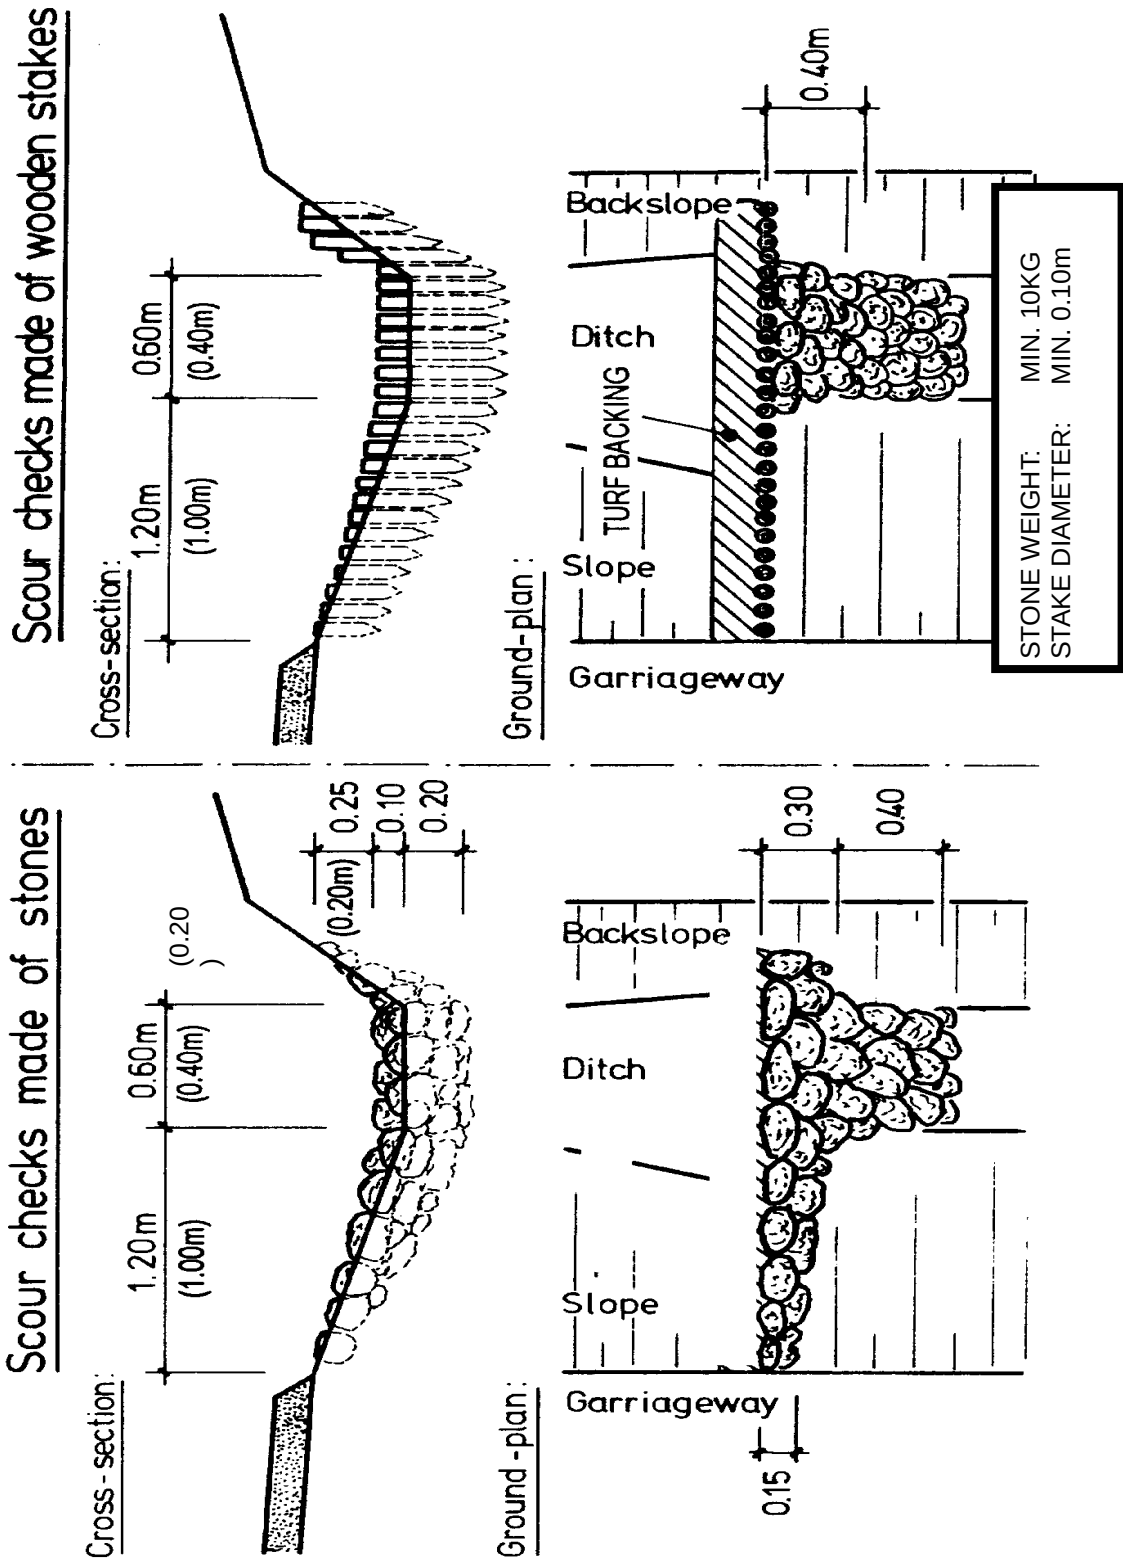 Scour checks made of stones
Cross-section:
1.20m
(1.00m)
0.60m
(0.40m)
(0.20
)
(0.20m)
0.25
0.10
0.20
Ground-plan:
Garriageway
Slope
Ditch
Backslope
0.15
0.30
0.40
Scour checks made of wooden stakes
Cross-section:
1.20m
(1.00m)
0.60m
(0.40m)
Ground-plan:
Garriageway
Slope
TURF BACKING
Ditch
Backslope
0.40m
STONE WEIGHT: MIN. 10KG
STAKE DIAMETER: MIN. 0.10m